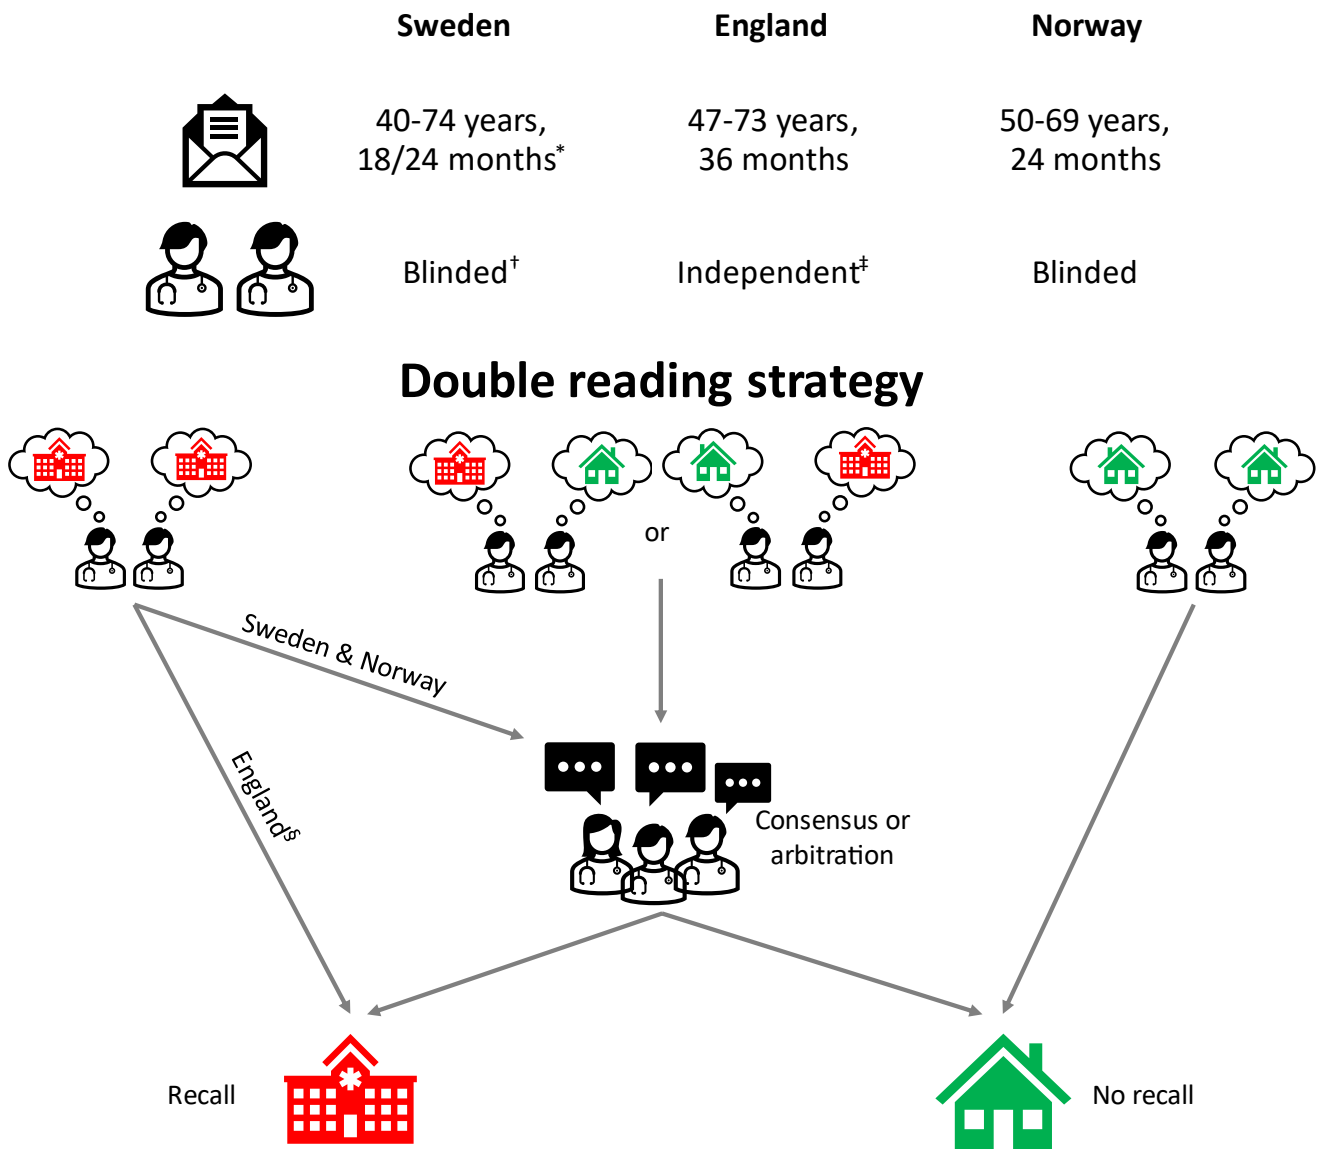 Sweden England Norway
40-74 years, 47-73 years, 50-69 years,
18/24 months* 36 months 24 months
Blinded† Independent‡ Blinded
Double reading strategy
or
Sweden & Norway
England§
Consensus or
arbitration
Recall
No recall